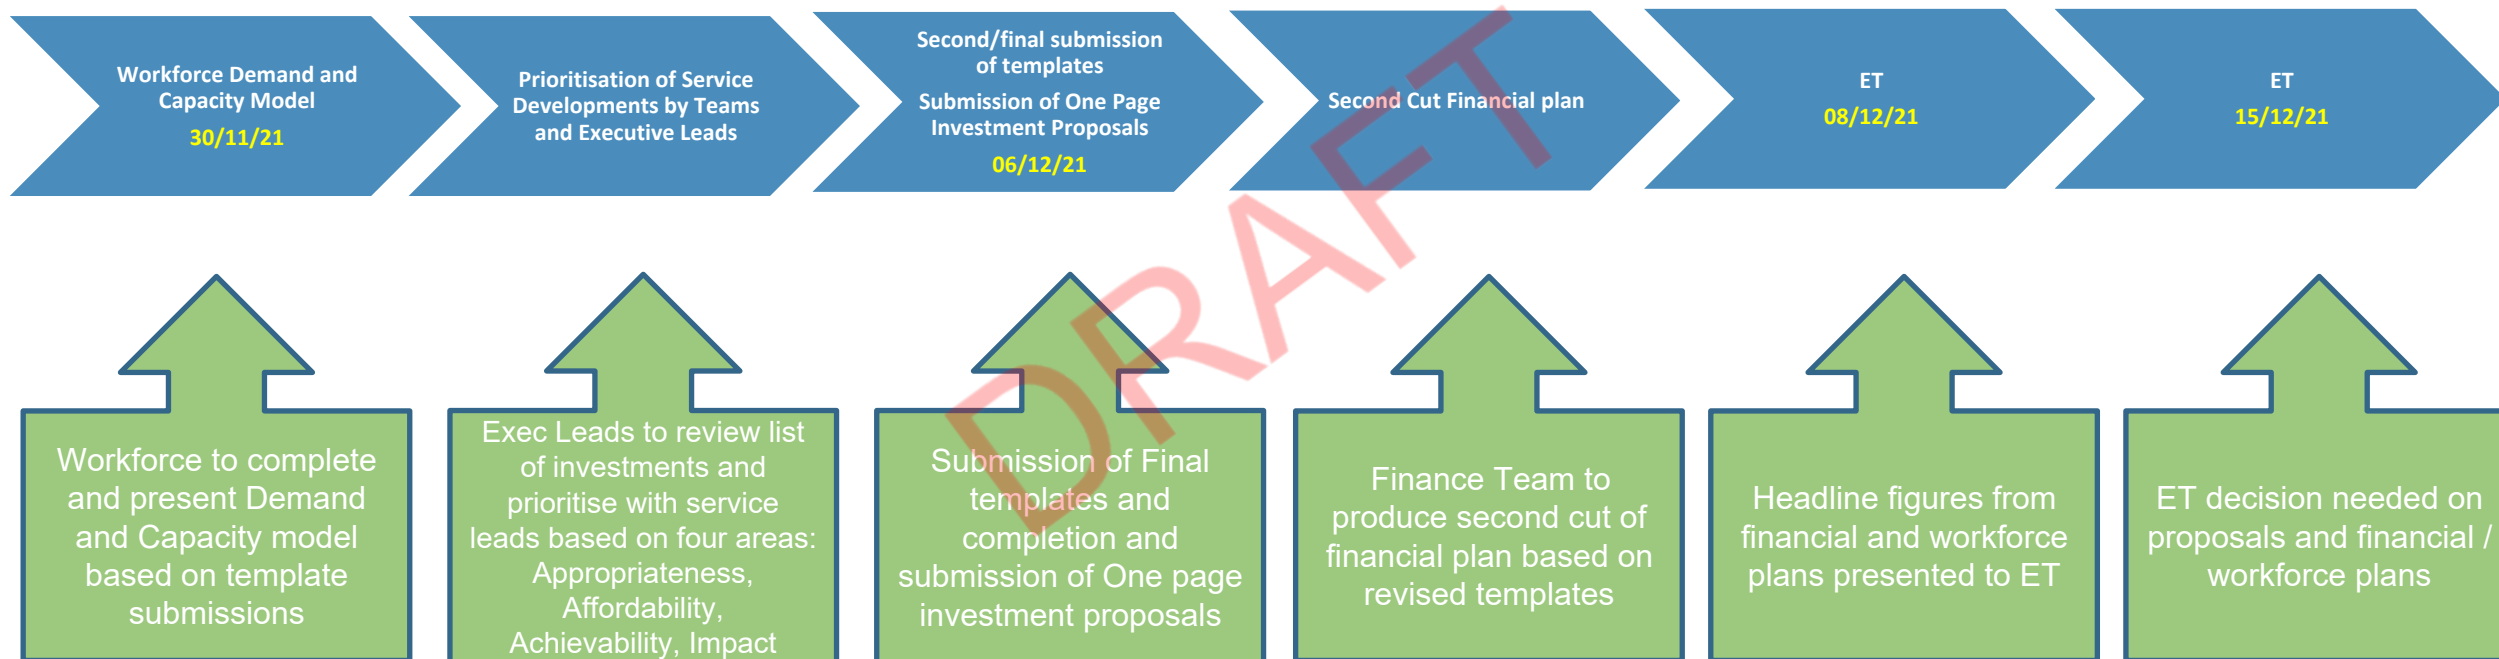 Workforce Demand and
Capacity Model
30/11/21
Prioritisation of Service
Developments by Teams
and Executive Leads
Second/final submission
of templates
Submission of One Page
Investment Proposals
06/12/21
Second Cut Financial plan
ET
08/12/21
ET
15/12/21
DRAFT
Workforce to complete
and present Demand
and Capacity model
based on template
submissions
Exec Leads to review list
of investments and
prioritise with service
leads based on four areas:
Appropriateness,
Affordability,
Achievability, Impact
Submission of Final
templates and
completion and
submission of One page
investment proposals
Finance Team to
produce second cut of
financial plan based on
revised templates
Headline figures from
financial and workforce
plans presented to ET
ET decision needed on
proposals and financial /
workforce plans